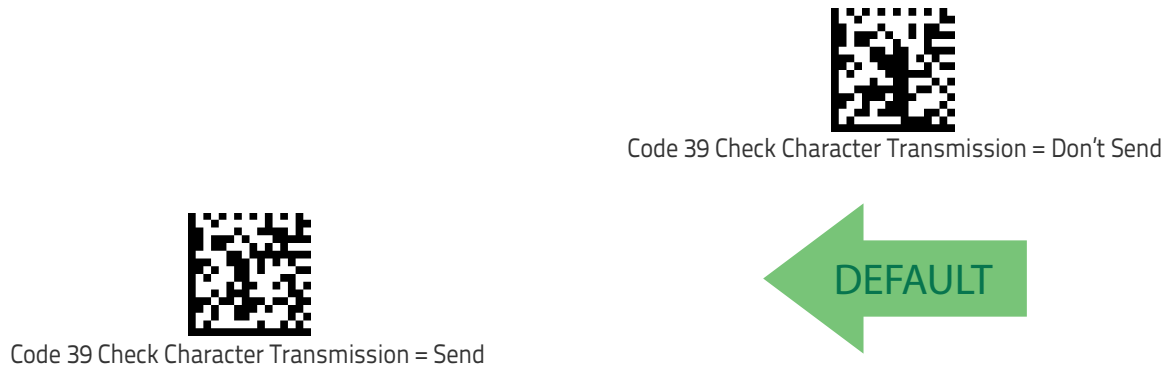 Code 39 Check Character Transmission = Don't Send
DEFAULT
Code 39 Check Character Transmission = Send